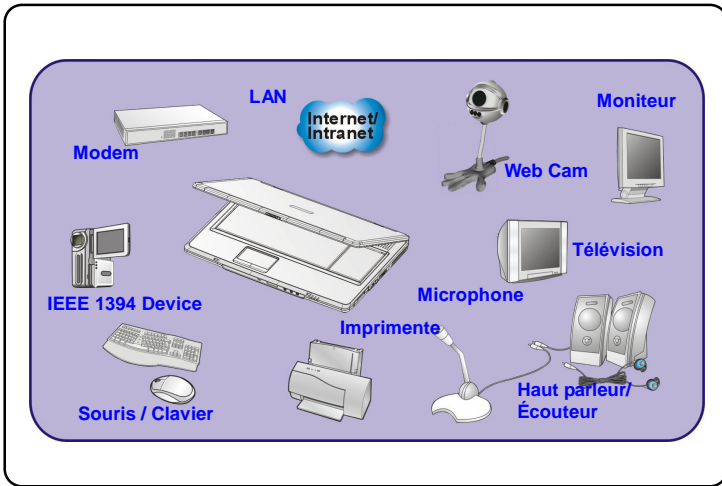 LAN
Internet/
Intranet
Moniteur
Modem
Web Cam
Télévision
Microphone
IEEE 1394 Device
Imprimente
Souris / Clavier
Haut parleur/
Écouteur